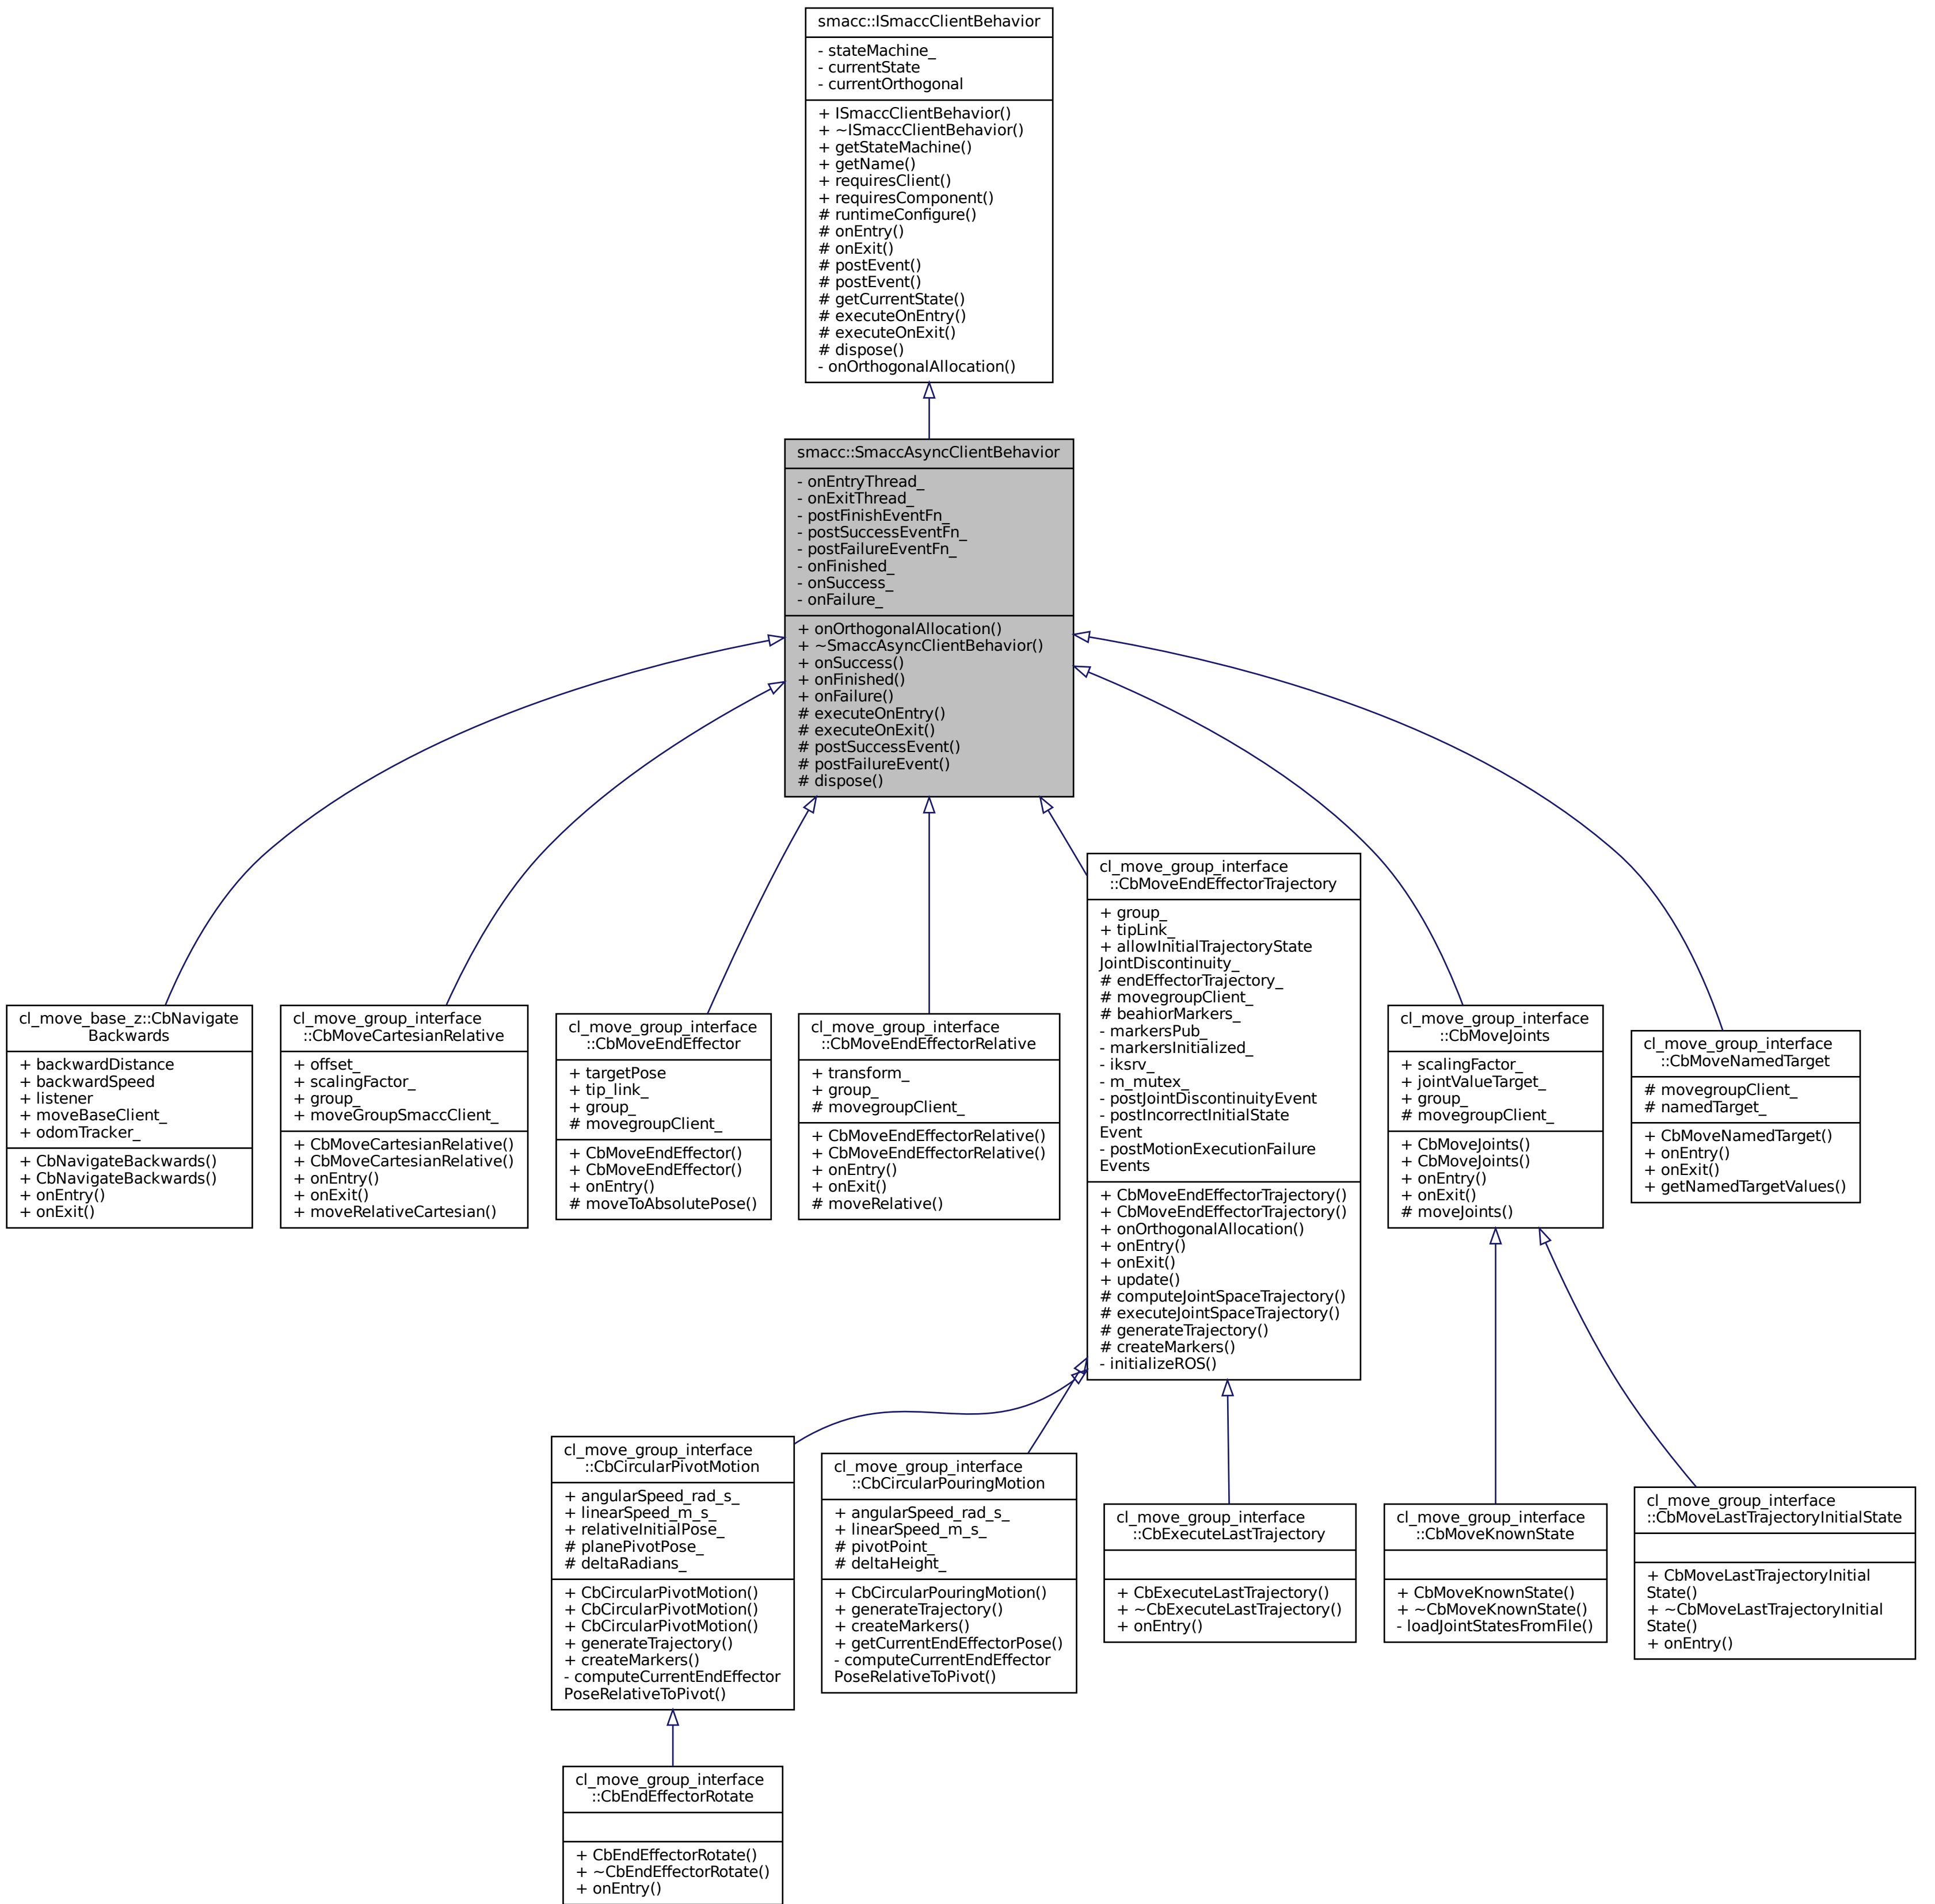 smacc::ISmaccClientBehavior
- stateMachine_
- currentState
- currentOrthogonal
+ ISmaccClientBehavior()
+ ~ISmaccClientBehavior()
+ getStateMachine()
+ getName()
+ requiresClient()
+ requiresComponent()
# runtimeConfigure()
# onEntry()
# onExit()
# postEvent()
# postEvent()
# getCurrentState()
# executeOnEntry()
# executeOnExit()
# dispose()
- onOrthogonalAllocation()
smacc::SmaccAsyncClientBehavior
- onEntryThread_
- onExitThread_
- postFinishEventFn_
- postSuccessEventFn_
- postFailureEventFn_
- onFinished_
- onSuccess_
- onFailure_
+ onOrthogonalAllocation()
+ ~SmaccAsyncClientBehavior()
+ onSuccess()
+ onFinished()
+ onFailure()
# executeOnEntry()
# executeOnExit()
# postSuccessEvent()
# postFailureEvent()
# dispose()
cl_move_base_z::CbNavigate
Backwards
+ backwardDistance
+ backwardSpeed
+ listener
+ moveBaseClient_
+ odomTracker_
+ CbNavigateBackwards()
+ CbNavigateBackwards()
+ onEntry()
+ onExit()
cl_move_group_interface
::CbMoveCartesianRelative
+ offset_
+ scalingFactor_
+ group_
+ moveGroupSmaccClient_
+ CbMoveCartesianRelative()
+ CbMoveCartesianRelative()
+ onEntry()
+ onExit()
+ moveRelativeCartesian()
cl_move_group_interface
::CbMoveEndEffector
+ targetPose
+ tip_link_
+ group_
# movegroupClient_
+ CbMoveEndEffector()
+ CbMoveEndEffector()
+ onEntry()
# moveToAbsolutePose()
cl_move_group_interface
::CbMoveEndEffectorRelative
+ transform_
+ group_
# movegroupClient_
+ CbMoveEndEffectorRelative()
+ CbMoveEndEffectorRelative()
+ onEntry()
+ onExit()
# moveRelative()
cl_move_group_interface
::CbMoveEndEffectorTrajectory
+ group_
+ tipLink_
+ allowInitialTrajectoryState
JointDiscontinuity_
# endEffectorTrajectory_
# movegroupClient_
# beahiorMarkers_
- markersPub_
- markersInitialized_
- iksrv_
- m_mutex_
- postJointDiscontinuityEvent
- postIncorrectInitialState
Event
- postMotionExecutionFailure
Events
+ CbMoveEndEffectorTrajectory()
+ CbMoveEndEffectorTrajectory()
+ onOrthogonalAllocation()
+ onEntry()
+ onExit()
+ update()
# computeJointSpaceTrajectory()
# executeJointSpaceTrajectory()
# generateTrajectory()
# createMarkers()
- initializeROS()
cl_move_group_interface
::CbMoveJoints
+ scalingFactor_
+ jointValueTarget_
+ group_
# movegroupClient_
+ CbMoveJoints()
+ CbMoveJoints()
+ onEntry()
+ onExit()
# moveJoints()
cl_move_group_interface
::CbMoveNamedTarget
# movegroupClient_
# namedTarget_
+ CbMoveNamedTarget()
+ onEntry()
+ onExit()
+ getNamedTargetValues()
cl_move_group_interface
::CbCircularPivotMotion
+ angularSpeed_rad_s_
+ linearSpeed_m_s_
+ relativeInitialPose_
# planePivotPose_
# deltaRadians_
+ CbCircularPivotMotion()
+ CbCircularPivotMotion()
+ CbCircularPivotMotion()
+ generateTrajectory()
+ createMarkers()
- computeCurrentEndEffector
PoseRelativeToPivot()
cl_move_group_interface
::CbCircularPouringMotion
+ angularSpeed_rad_s_
+ linearSpeed_m_s_
# pivotPoint_
# deltaHeight_
+ CbCircularPouringMotion()
+ generateTrajectory()
+ createMarkers()
+ getCurrentEndEffectorPose()
- computeCurrentEndEffector
PoseRelativeToPivot()
cl_move_group_interface
::CbExecuteLastTrajectory
+ CbExecuteLastTrajectory()
+ ~CbExecuteLastTrajectory()
+ onEntry()
cl_move_group_interface
::CbMoveKnownState
+ CbMoveKnownState()
+ ~CbMoveKnownState()
- loadJointStatesFromFile()
cl_move_group_interface
::CbMoveLastTrajectoryInitialState
+ CbMoveLastTrajectoryInitial
State()
+ ~CbMoveLastTrajectoryInitial
State()
+ onEntry()
cl_move_group_interface
::CbEndEffectorRotate
+ CbEndEffectorRotate()
+ ~CbEndEffectorRotate()
+ onEntry()